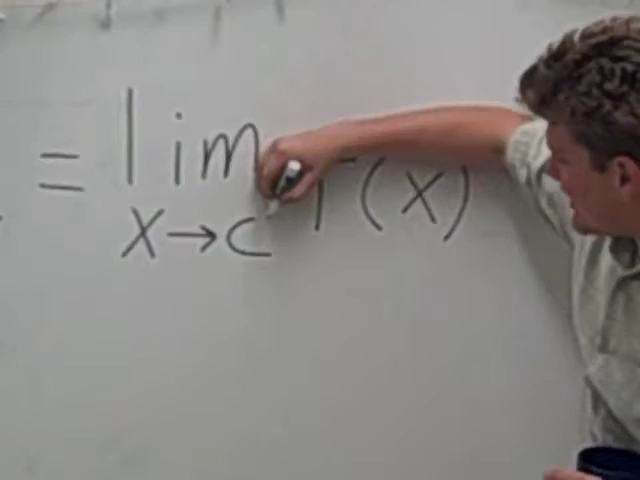 = lim f(x)
x→c